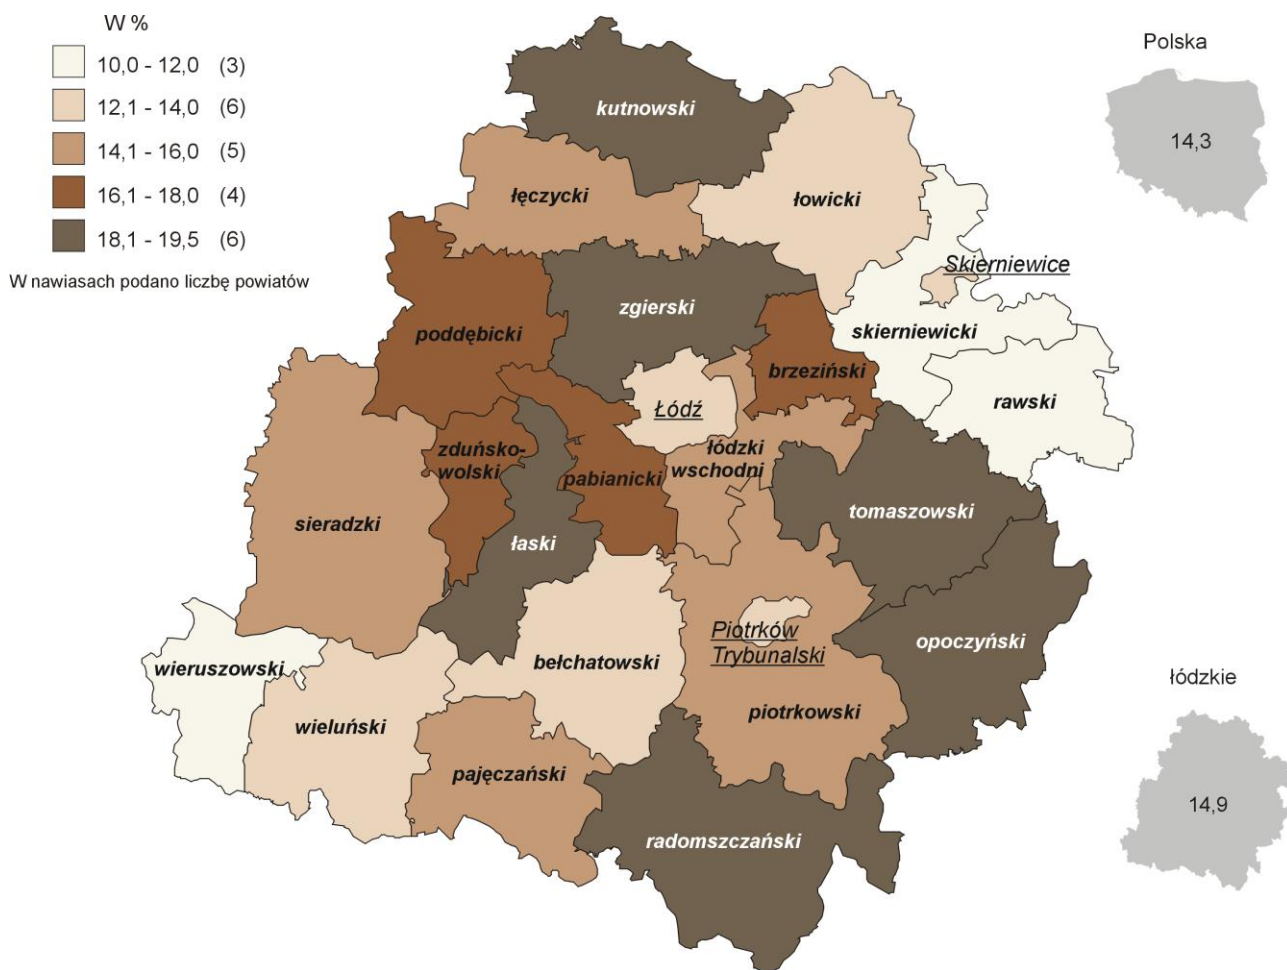 W %
10,0 - 12,0 (3)
12,1 - 14,0 (6)
14,1 - 16,0 (5)
16,1 - 18,0 (4)
18,1 - 19,5 (6)
W nawiasach podano liczbę powiatów
Polska
14,3
kutnowski
łęczycki
łowicki
Skierniewice
zgierski
skierniewicki
poddębicki
brzeziński
rawski
Łódź
zduńsko-
wolski
łódzki
wschodni
pabianicki
sieradzki
łaski
tomaszowski
Piotrków
Trybunalski
opoczyński
wieruszowski
bełchatowski
łódzkie
wieluński
piotrkowski
pajęczański
14,9
radomszczański